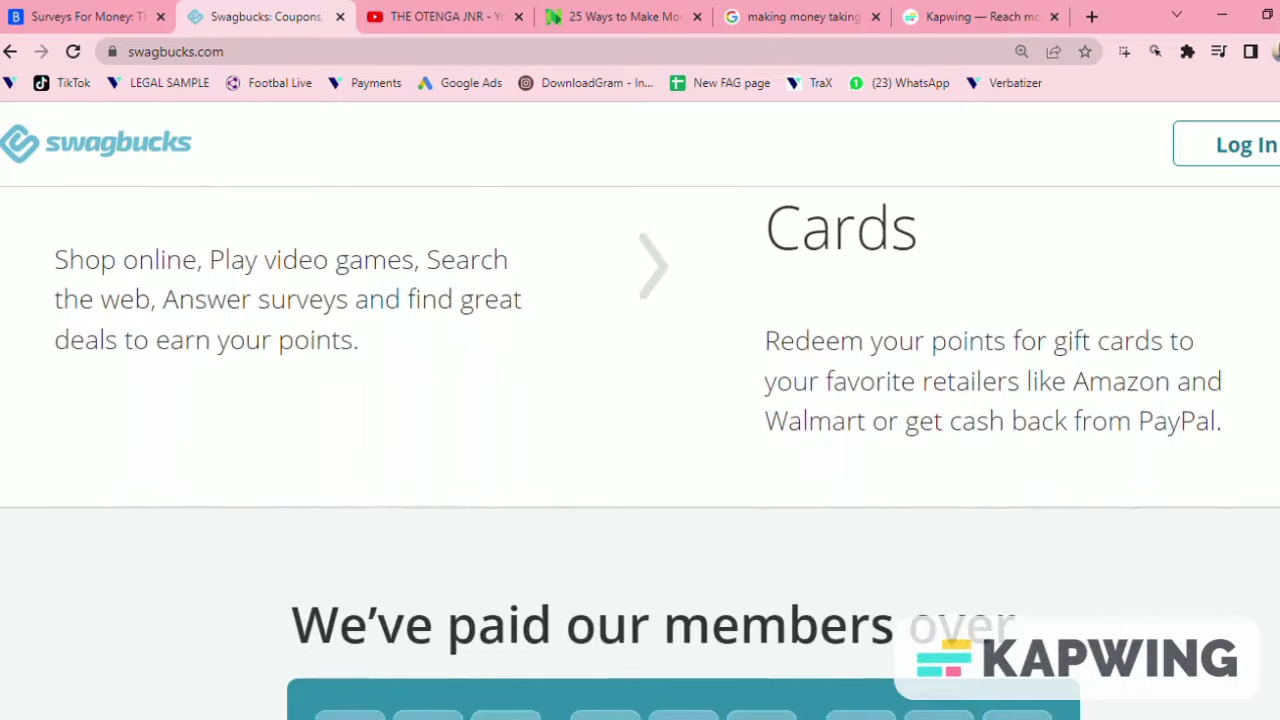 Surveys For Money: T
Swagbucks: Coupons,
THE OTENGA JNR - Yo
25 Ways to Make Mo
making money taking
Kapwing — Reach mo
swagbucks.com
TikTok
LEGAL SAMPLE
Footbal Live
Payments
Google Ads
DownloadGram - In...
New FAG page
TraX
(23) WhatsApp
Verbatizer
swagbucks
Log In
Cards
Shop online, Play video games, Search
the web, Answer surveys and find great
deals to earn your points.
Redeem your points for gift cards to
your favorite retailers like Amazon and
Walmart or get cash back from PayPal.
We've paid our members over
KAPWING